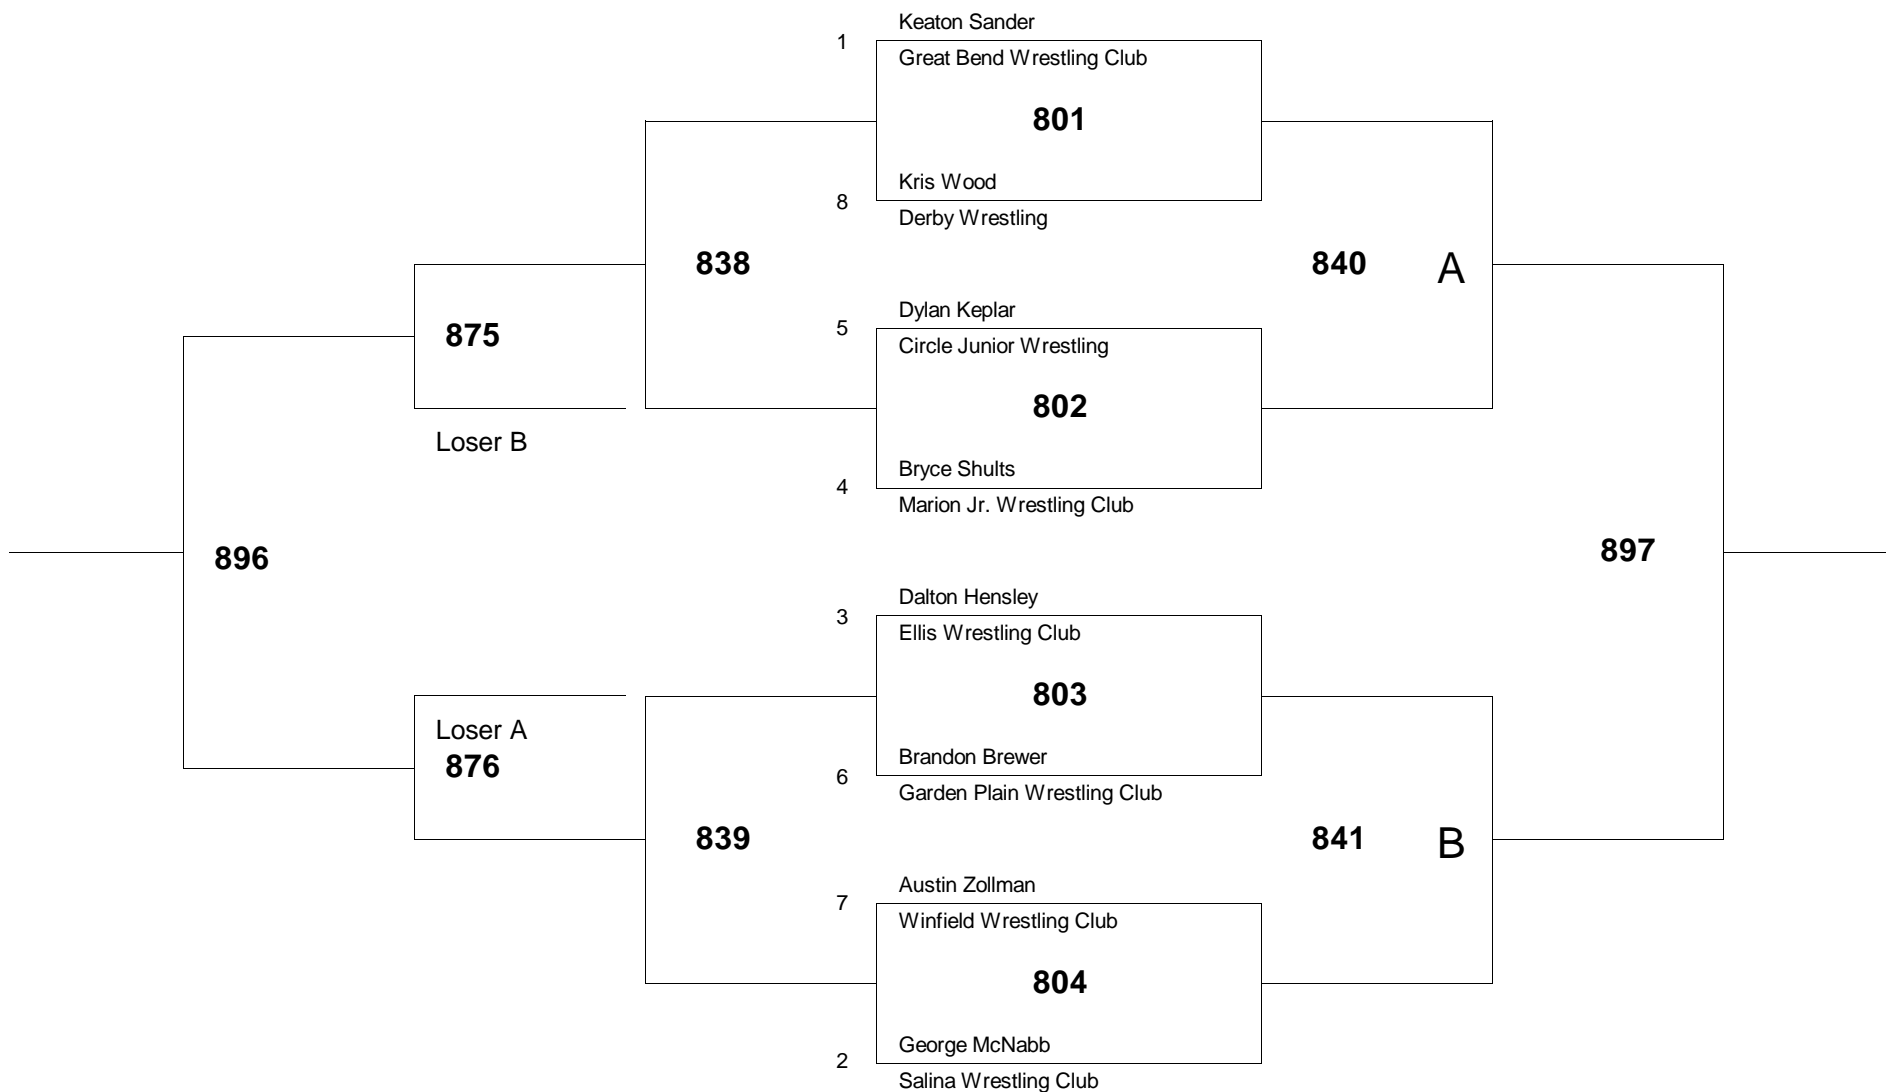 Keaton Sander
1
Great Bend Wrestling Club
801
Kris Wood
8
Derby Wrestling
838
840 A
Dylan Keplar
5
Circle Junior Wrestling
875
802
Loser B
Bryce Shults
4
Marion Jr. Wrestling Club
896
897
Dalton Hensley
3
Ellis Wrestling Club
803
Loser A
Brandon Brewer
876
6
Garden Plain Wrestling Club
839
841 B
Austin Zollman
7
Winfield Wrestling Club
804
George McNabb
2
Salina Wrestling Club